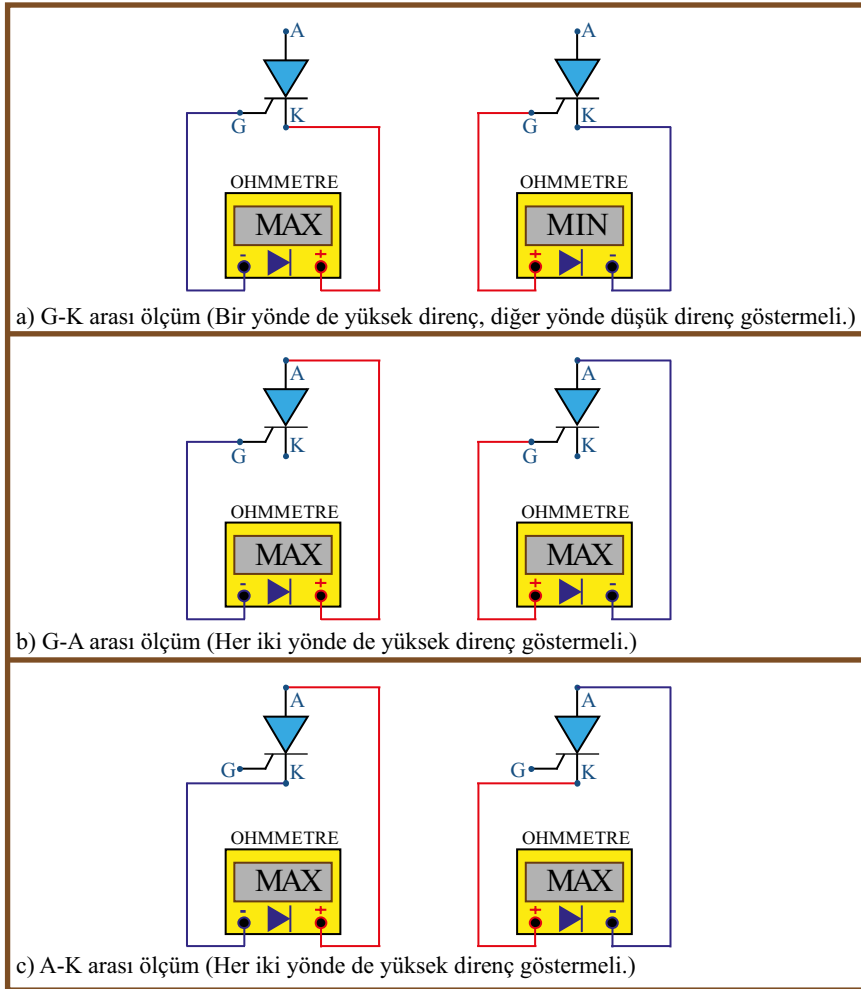 A A
G K G K
OHMMETRE OHMMETRE
MAX MIN
- + + -
a) G-K arası ölçüm (Bir yönde de yüksek direnç, diğer yönde düşük direnç göstermeli.)
A A
G K G K
OHMMETRE OHMMETRE
MAX MAX
- + + -
b) G-A arası ölçüm (Her iki yönde de yüksek direnç göstermeli.)
A A
G K G K
OHMMETRE OHMMETRE
MAX MAX
- + + -
c) A-K arası ölçüm (Her iki yönde de yüksek direnç göstermeli.)